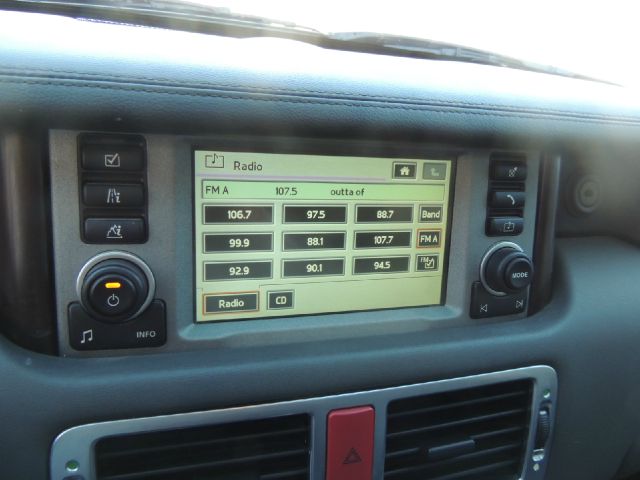 Radio
FM A 107.5 outta of
106.7 97.5 88.7 Band
99.9 88.1 107.7 FM A
92.9 90.1 94.5 FM
Radio CD
MODE
INFO